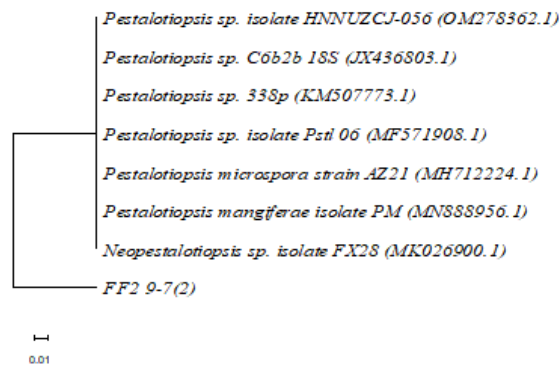 Pestalotiopsis sp. isolate HNNUZCJ-056 (OM278362.1)
Pestalotiopsis sp. C6b2b 18S (JX436803.1)
Pestalotiopsis sp. 338p (KM507773.1)
Pestalotiopsis sp. isolate Pstl 06 (MF571908.1)
Pestalotiopsis microspora strain AZ21 (MH712224.1)
Pestalotiopsis mangiferae isolate PM (MN888956.1)
Neopestalotiopsis sp. isolate FX28 (MK026900.1)
FF2 9-7(2)
0.01